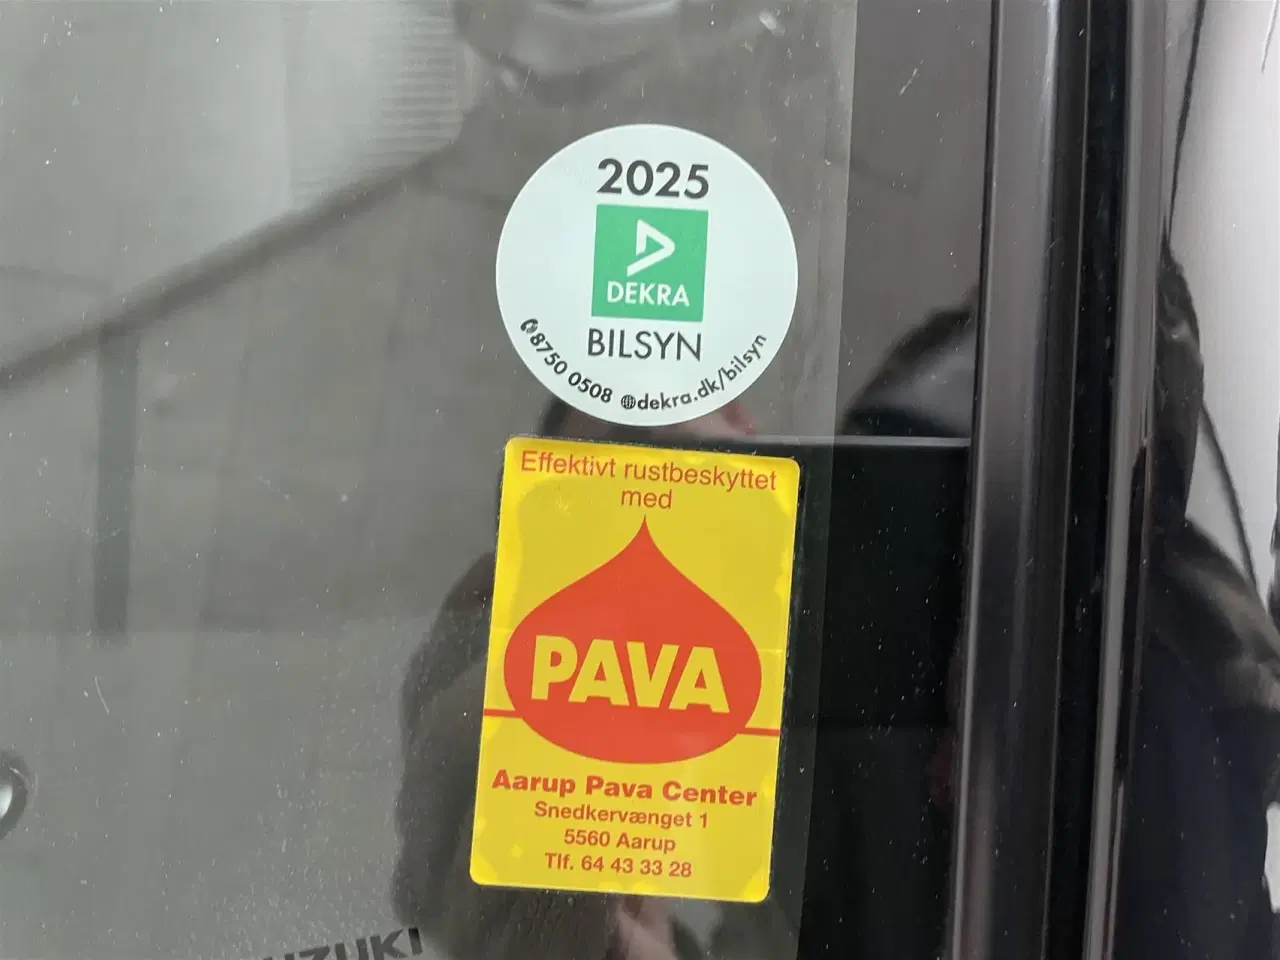 2025
DEKRA
BILSYN
8750 0508 dekra.dk/bilsyn
Effektivt rustbeskyttet
med
PAVA
Aarup Pava Center
Snedkervænget 1
5560 Aarup
Tlf. 64 43 33 28